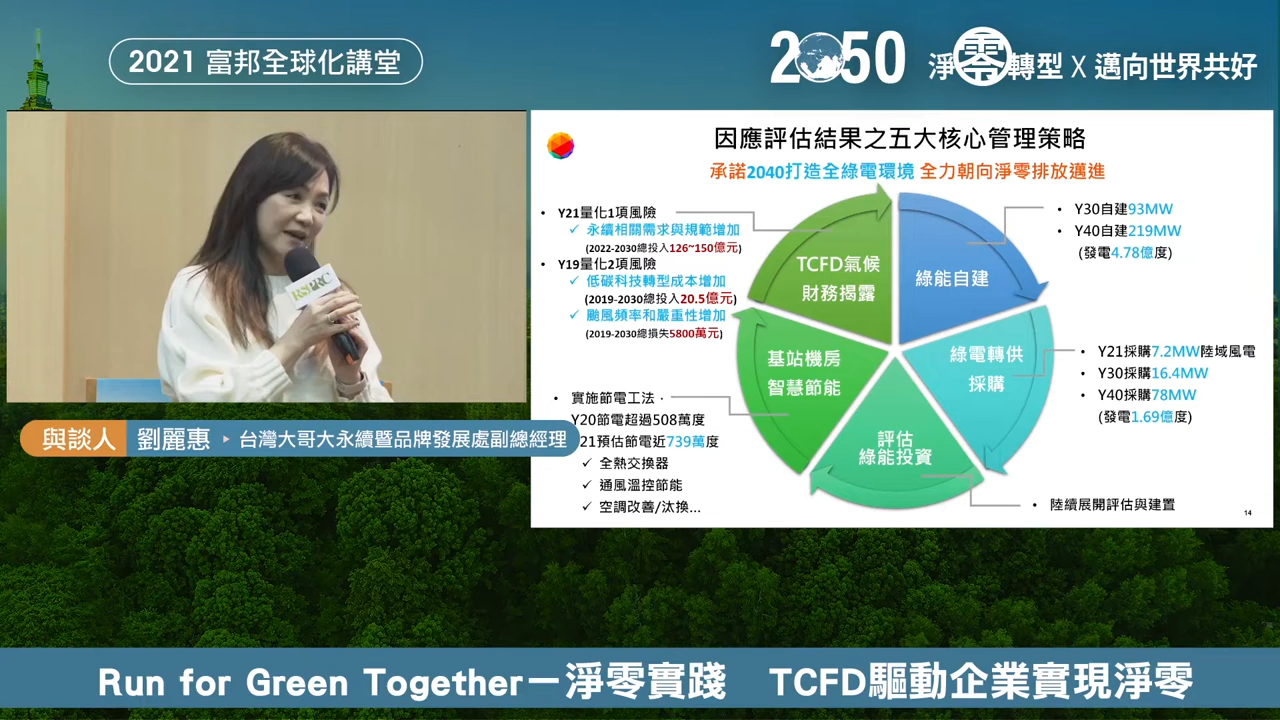 2021 富邦全球化講堂
2050 淨零轉型 X 邁向世界共好
因應評估結果之五大核心管理策略
承諾2040打造全綠電環境 全力朝向淨零排放邁進
• Y21量化1項風險
✓ 永續相關需求與規範增加
(2022-2030總投入126~150億元)
• Y19量化2項風險
✓ 低碳科技轉型成本增加
(2019-2030總投入20.5億元)
✓ 颱風頻率和嚴重性增加
(2019-2030總損失5800萬元)
TCFD氣候
財務揭露
綠能自建
• Y30自建93MW
• Y40自建219MW
(發電4.78億度)
綠電轉供
採購
• Y21採購7.2MW陸域風電
• Y30採購16.4MW
• Y40採購78MW
(發電1.69億度)
基站機房
智慧節能
評估
綠能投資
• 陸續展開評估與建置
• 實施節電工法，
Y20節電超過508萬度
21預估節電近739萬度
✓ 全熱交換器
✓ 通風溫控節能
✓ 空調改善/汰換...
14
RSPRC
與談人 劉麗惠 ▸ 台灣大哥大永續暨品牌發展處副總經理
Run for Green Together－淨零實踐 TCFD驅動企業實現淨零